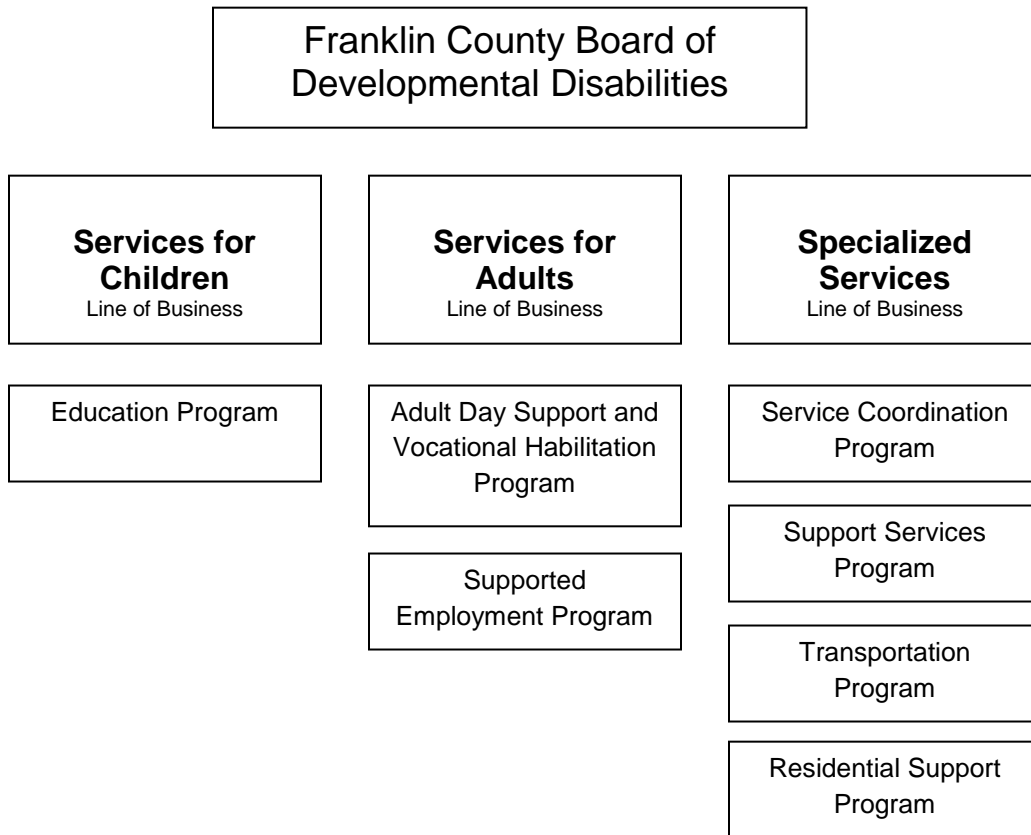 Franklin County Board of
Developmental Disabilities
Services for
Children
Line of Business
Services for
Adults
Line of Business
Specialized
Services
Line of Business
Education Program
Adult Day Support and
Vocational Habilitation
Program
Supported
Employment Program
Service Coordination
Program
Support Services
Program
Transportation
Program
Residential Support
Program